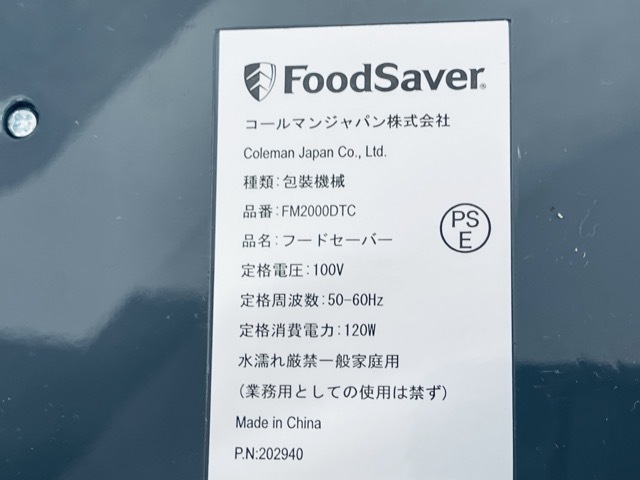 FoodSaver®
コールマンジャパン株式会社
Coleman Japan Co., Ltd.
種類:包装機械
品番:FM2000DTC
品名:フードセーバー
PS
E
定格電圧:100V
定格周波数:50-60Hz
定格消費電力:120W
水濡れ厳禁一般家庭用
(業務用としての使用は禁ず)
Made in China
P.N:202940